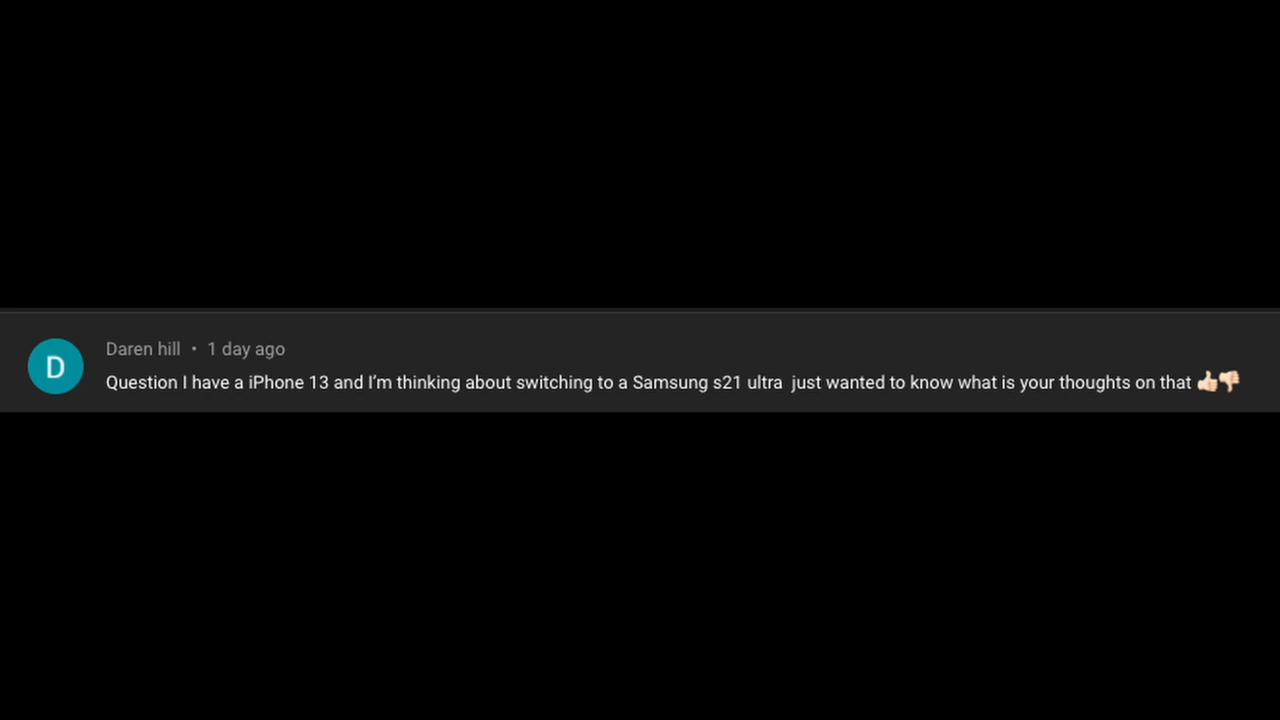 D
Daren hill • 1 day ago
Question I have a iPhone 13 and I’m thinking about switching to a Samsung s21 ultra  just wanted to know what is your thoughts on that 👍🏻👎🏻